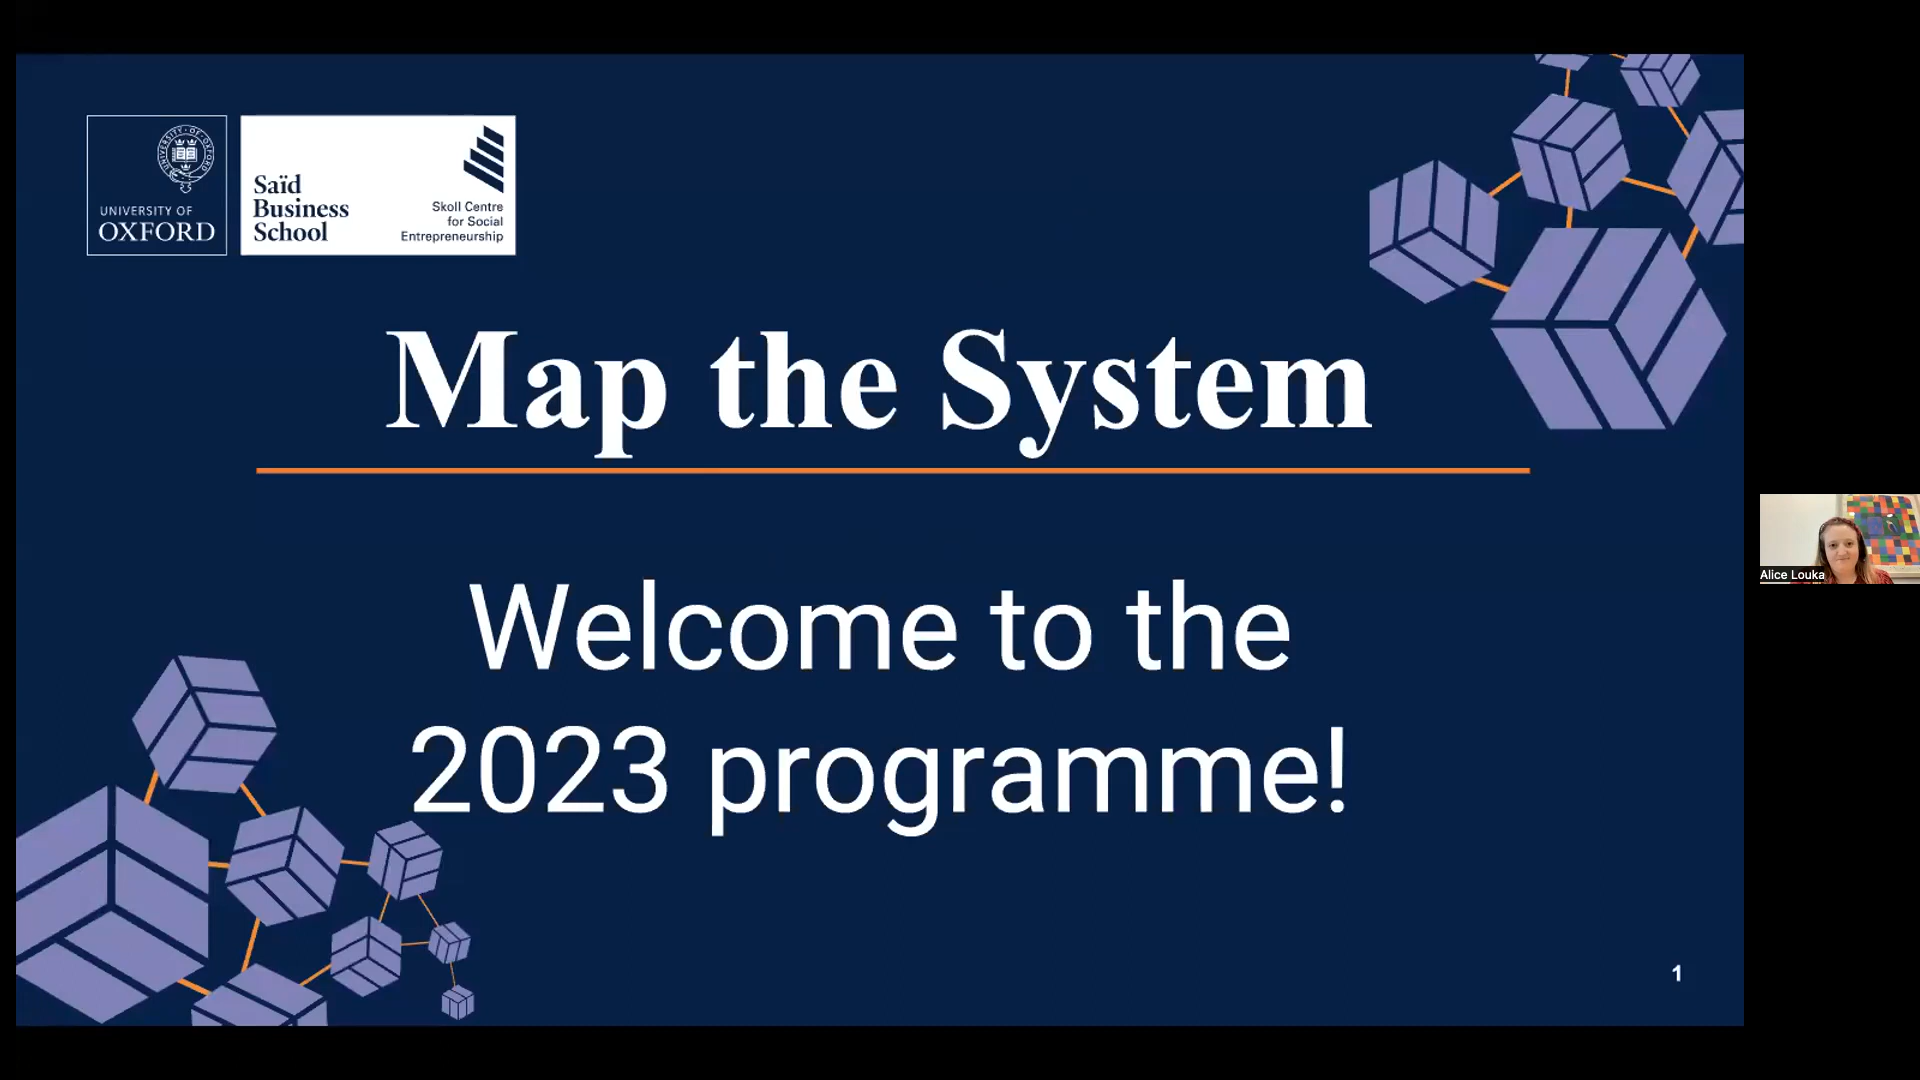 UNIVERSITY OF
OXFORD
Saïd
Business
School
Skoll Centre
for Social
Entrepreneurship
Map the System
Welcome to the
2023 programme!
1
Alice Louka